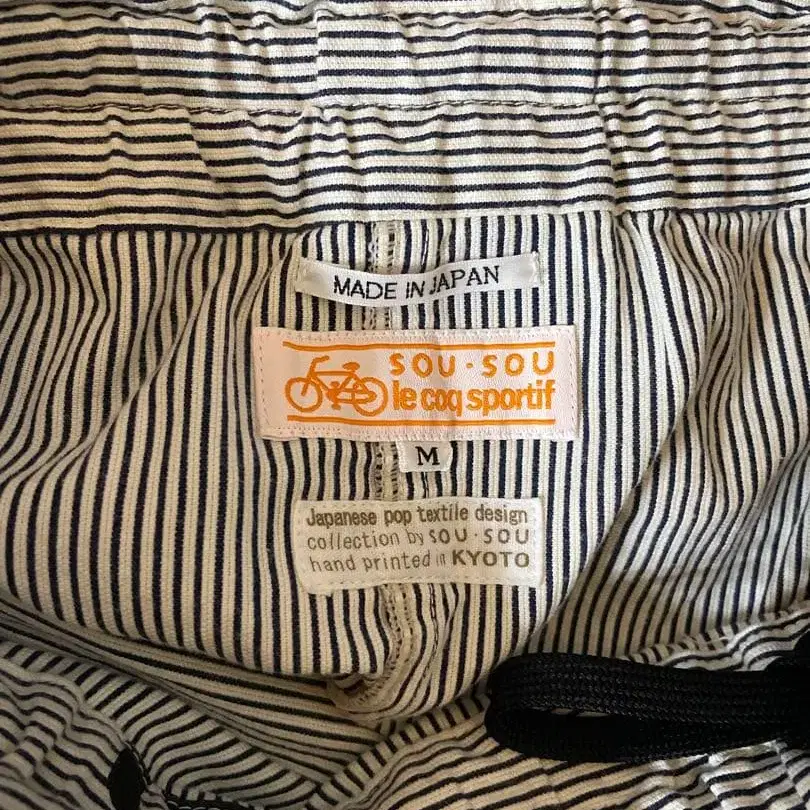 MADE IN JAPAN
SOU・SOU
le coq sportif
M
Japanese pop textile design
collection by SOU・SOU
hand printed in KYOTO